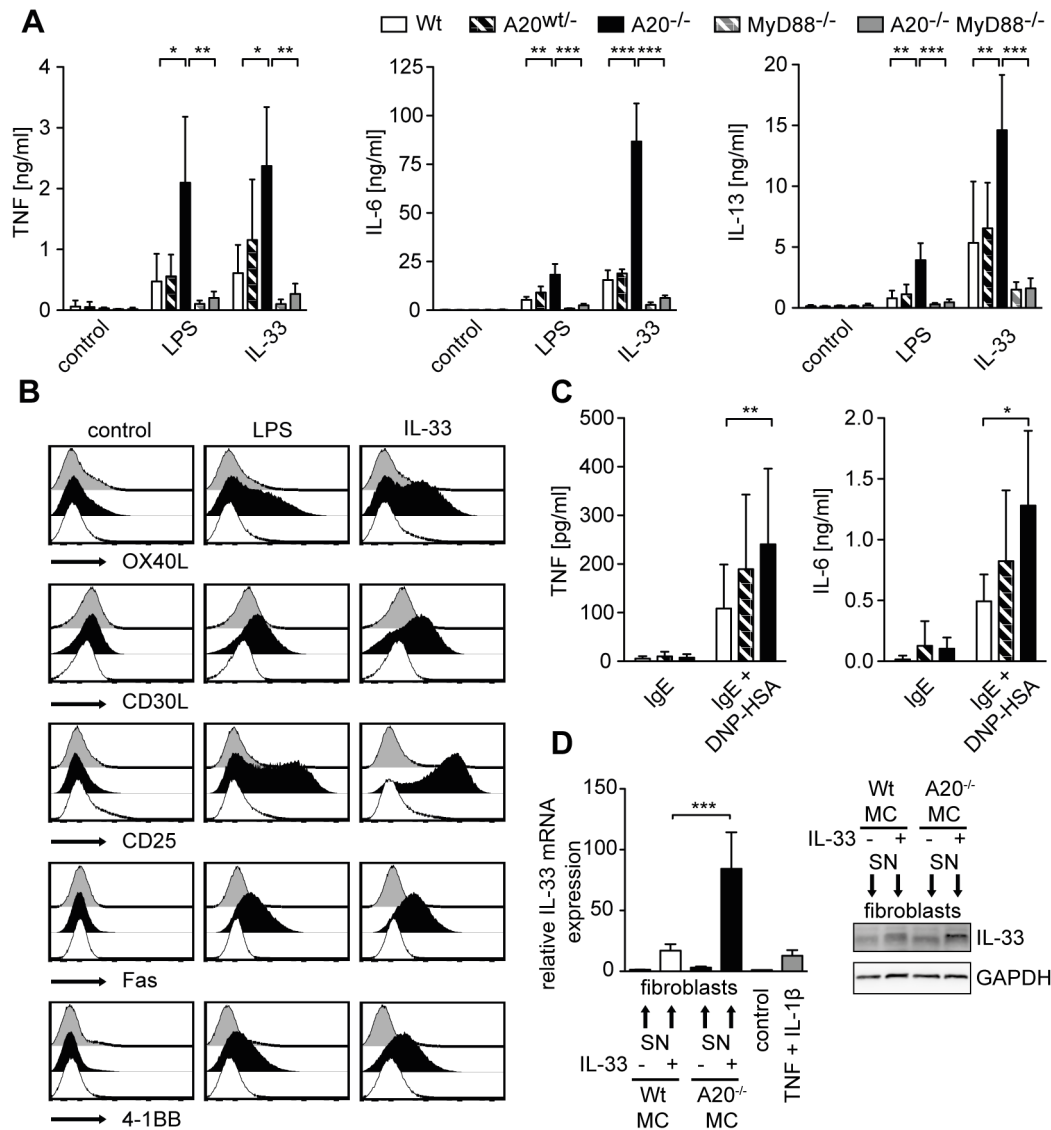 A
Wt A20wt/- A20-/- MyD88-/- A20-/- MyD88-/-
* ** * **
TNF [ng/ml]
4
3
2
1
0
control LPS IL-33
** *** *** ***
IL-6 [ng/ml]
125
100
75
50
25
0
control LPS IL-33
** *** ** ***
IL-13 [ng/ml]
20
15
10
5
0
control LPS IL-33
B
control LPS IL-33
OX40L
CD30L
CD25
Fas
4-1BB
C
**
TNF [pg/ml]
500
400
300
200
100
0
IgE IgE + DNP-HSA
*
IL-6 [ng/ml]
2.0
1.5
1.0
0.5
0.0
IgE IgE + DNP-HSA
D
***
relative IL-33 mRNA
expression
150
100
50
0
fibroblasts
control
TNF + IL-1β
SN SN
IL-33 - + - +
Wt A20-/-
MC MC
Wt A20-/-
MC MC
IL-33 - + - +
SN SN
fibroblasts
IL-33
GAPDH